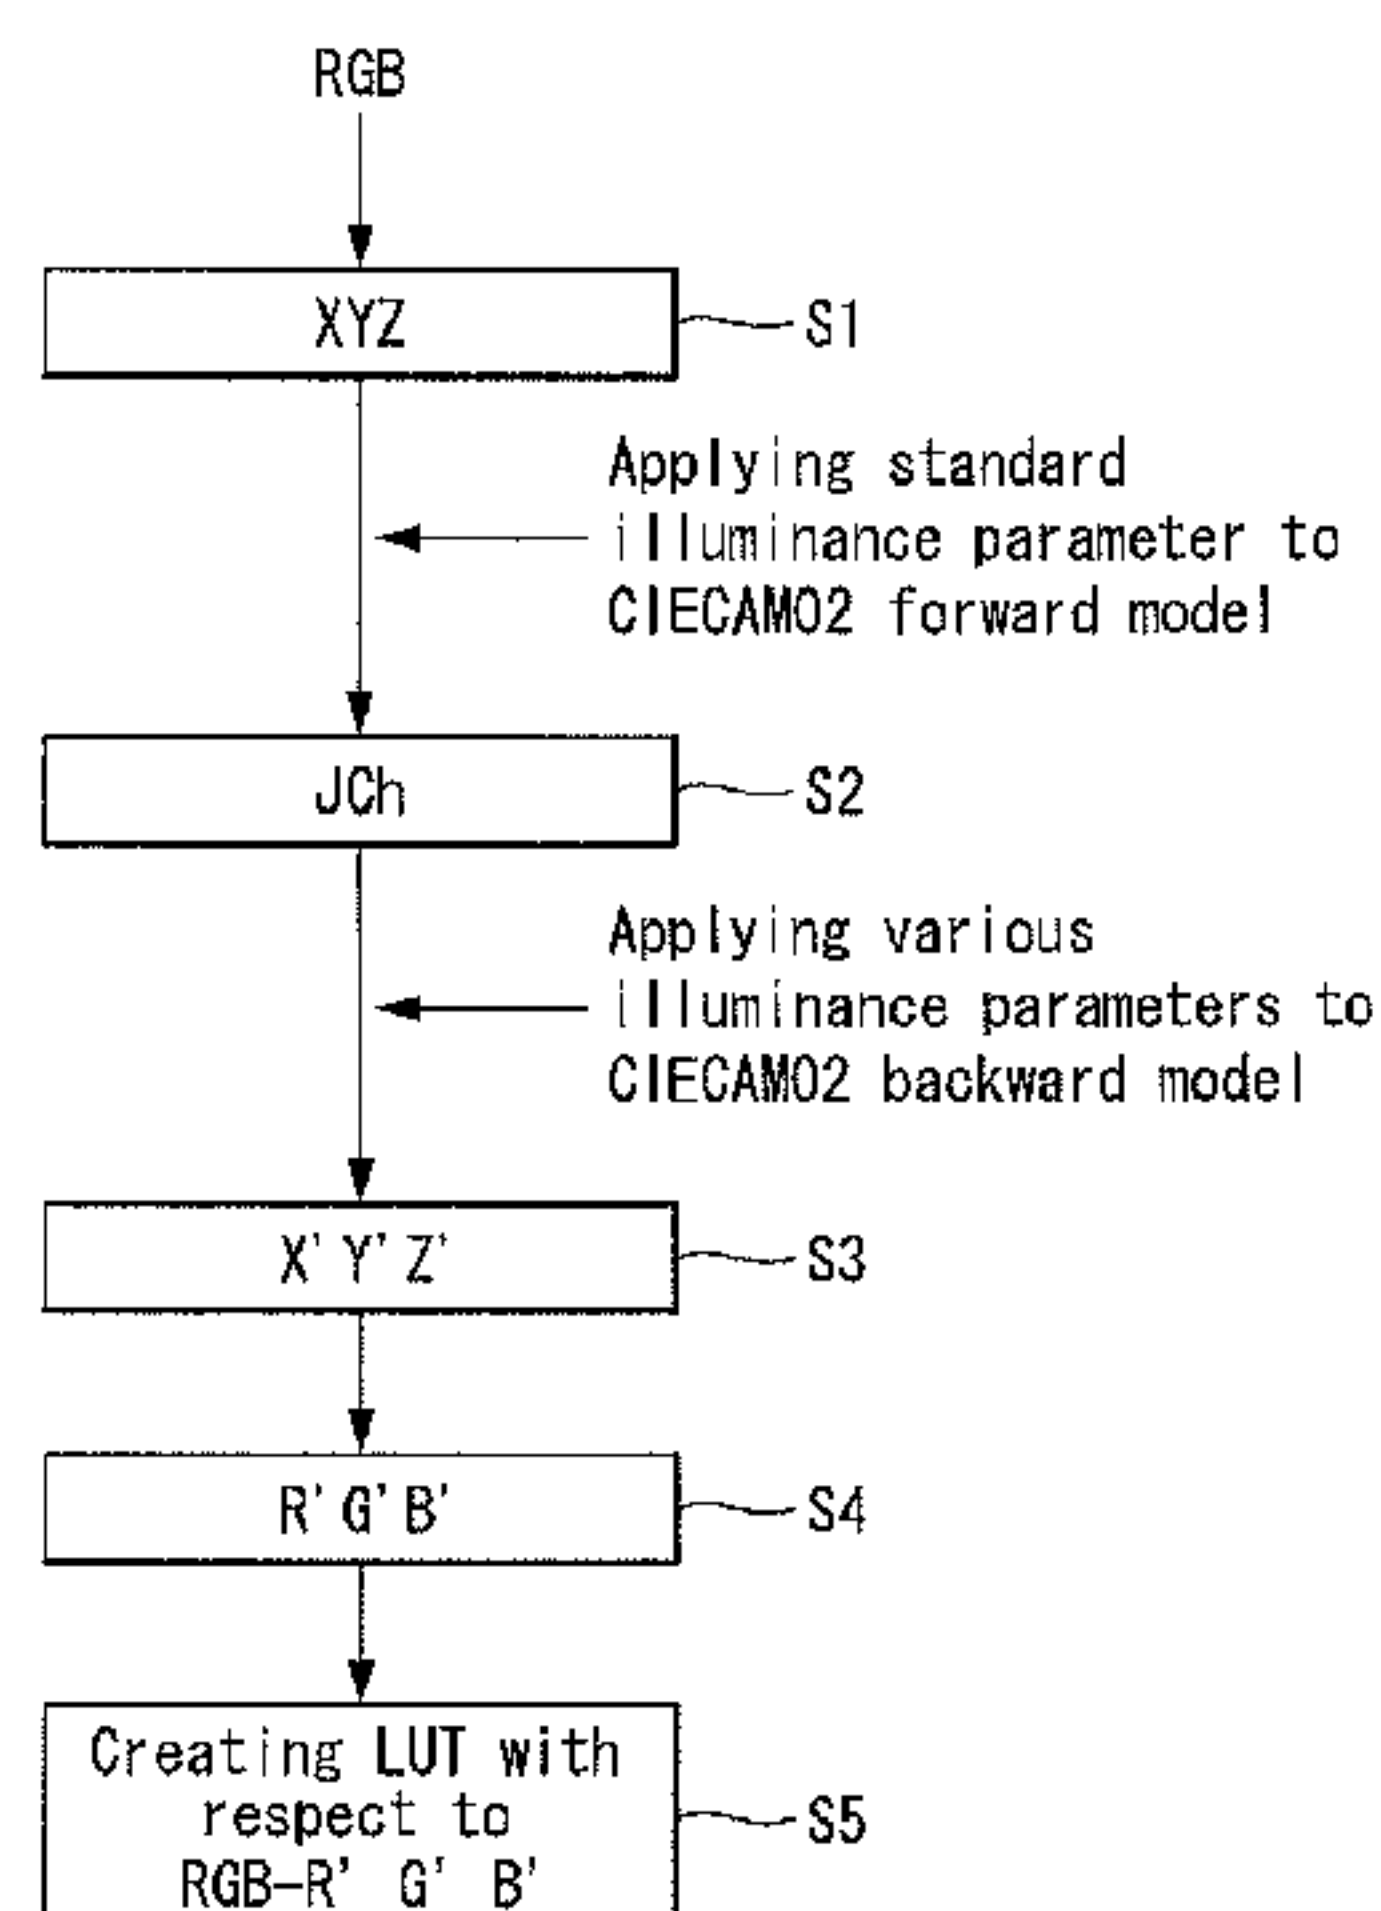 RGB
XYZ
S1
Applying standard
illuminance parameter to
CIECAM02 forward model
JCh
S2
Applying various
illuminance parameters to
CIECAM02 backward model
X' Y' Z'
S3
R' G' B'
S4
Creating LUT with
respect to
RGB-R' G' B'
S5